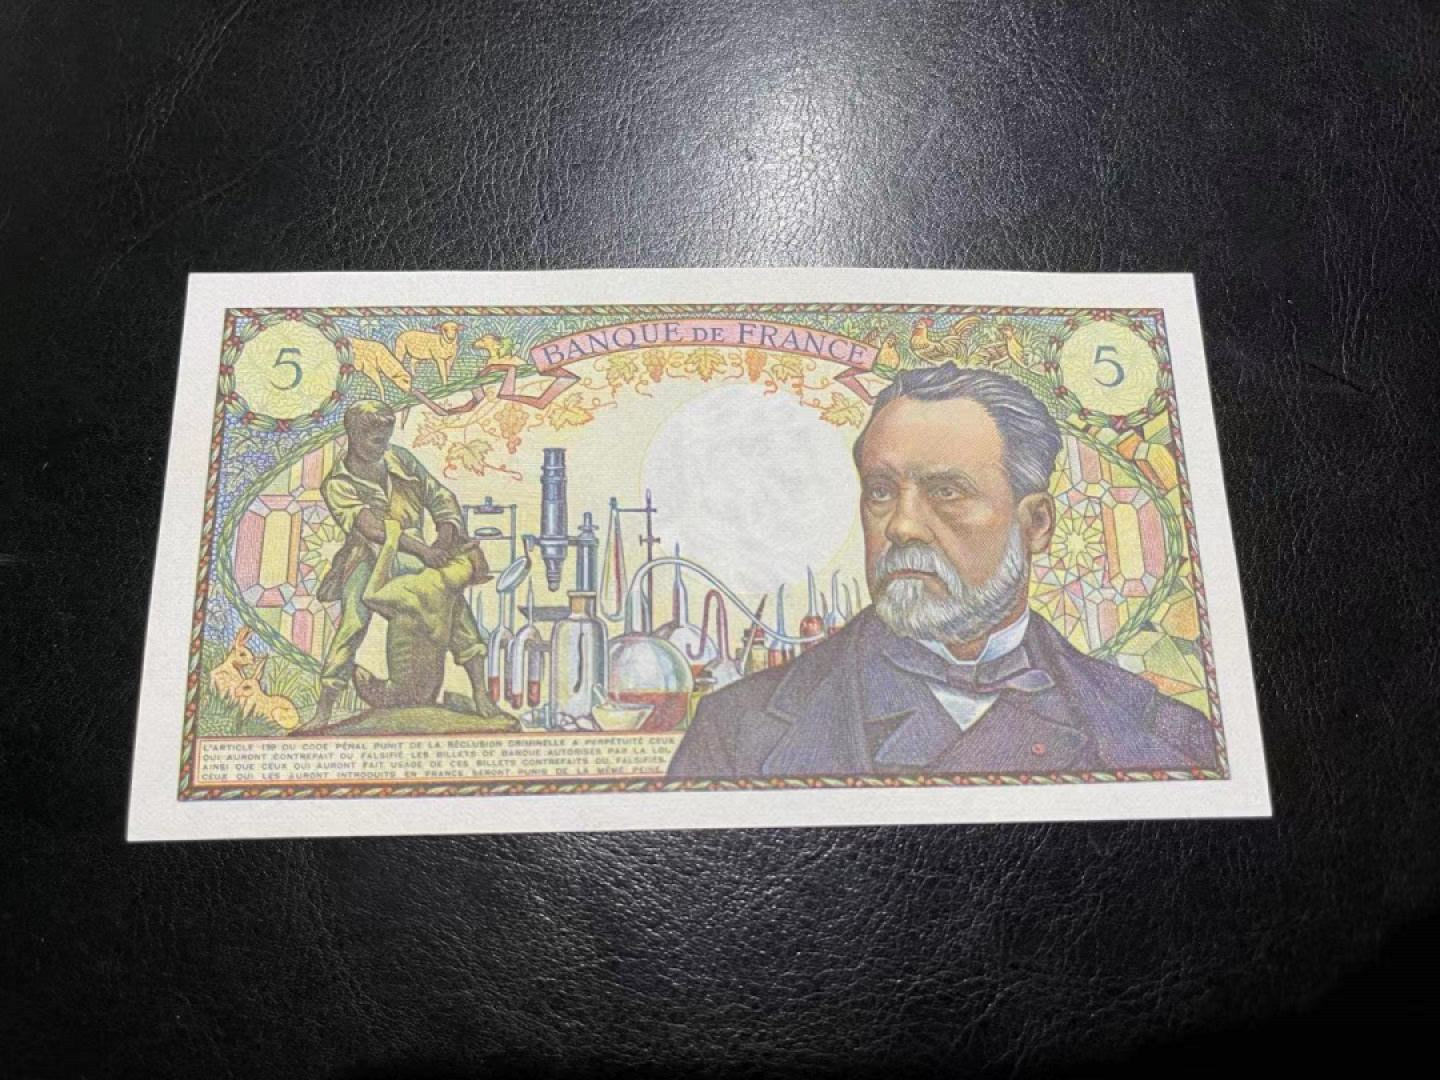 5
BANQUE DE FRANCE
5
L'ARTICLE 139 DU CODE PÉNAL PUNIT DE LA RÉCLUSION CRIMINELLE A PERPÉTUITÉ CEUX
QUI AURONT CONTREFAIT OU FALSIFIÉ LES BILLETS DE BANQUE AUTORISÉS PAR LA LOI,
AINSI QUE CEUX QUI AURONT FAIT USAGE DE CES BILLETS CONTREFAITS OU FALSIFIÉS.
CEUX QUI LES AURONT INTRODUITS EN FRANCE SERONT PUNIS DE LA MÊME PEINE.